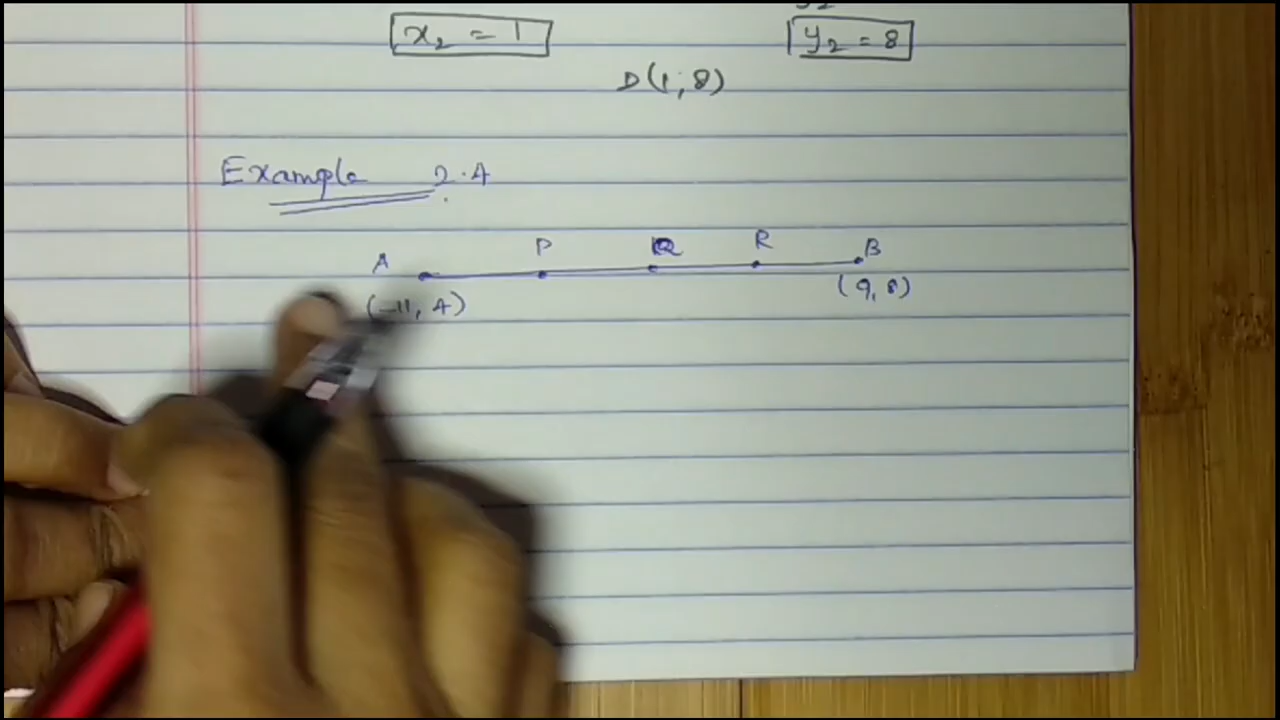 x₂ = 1 y₂ = 8
D(1, 8)
Example 2.4
A P Q R B
(-11, 4) (9, 8)